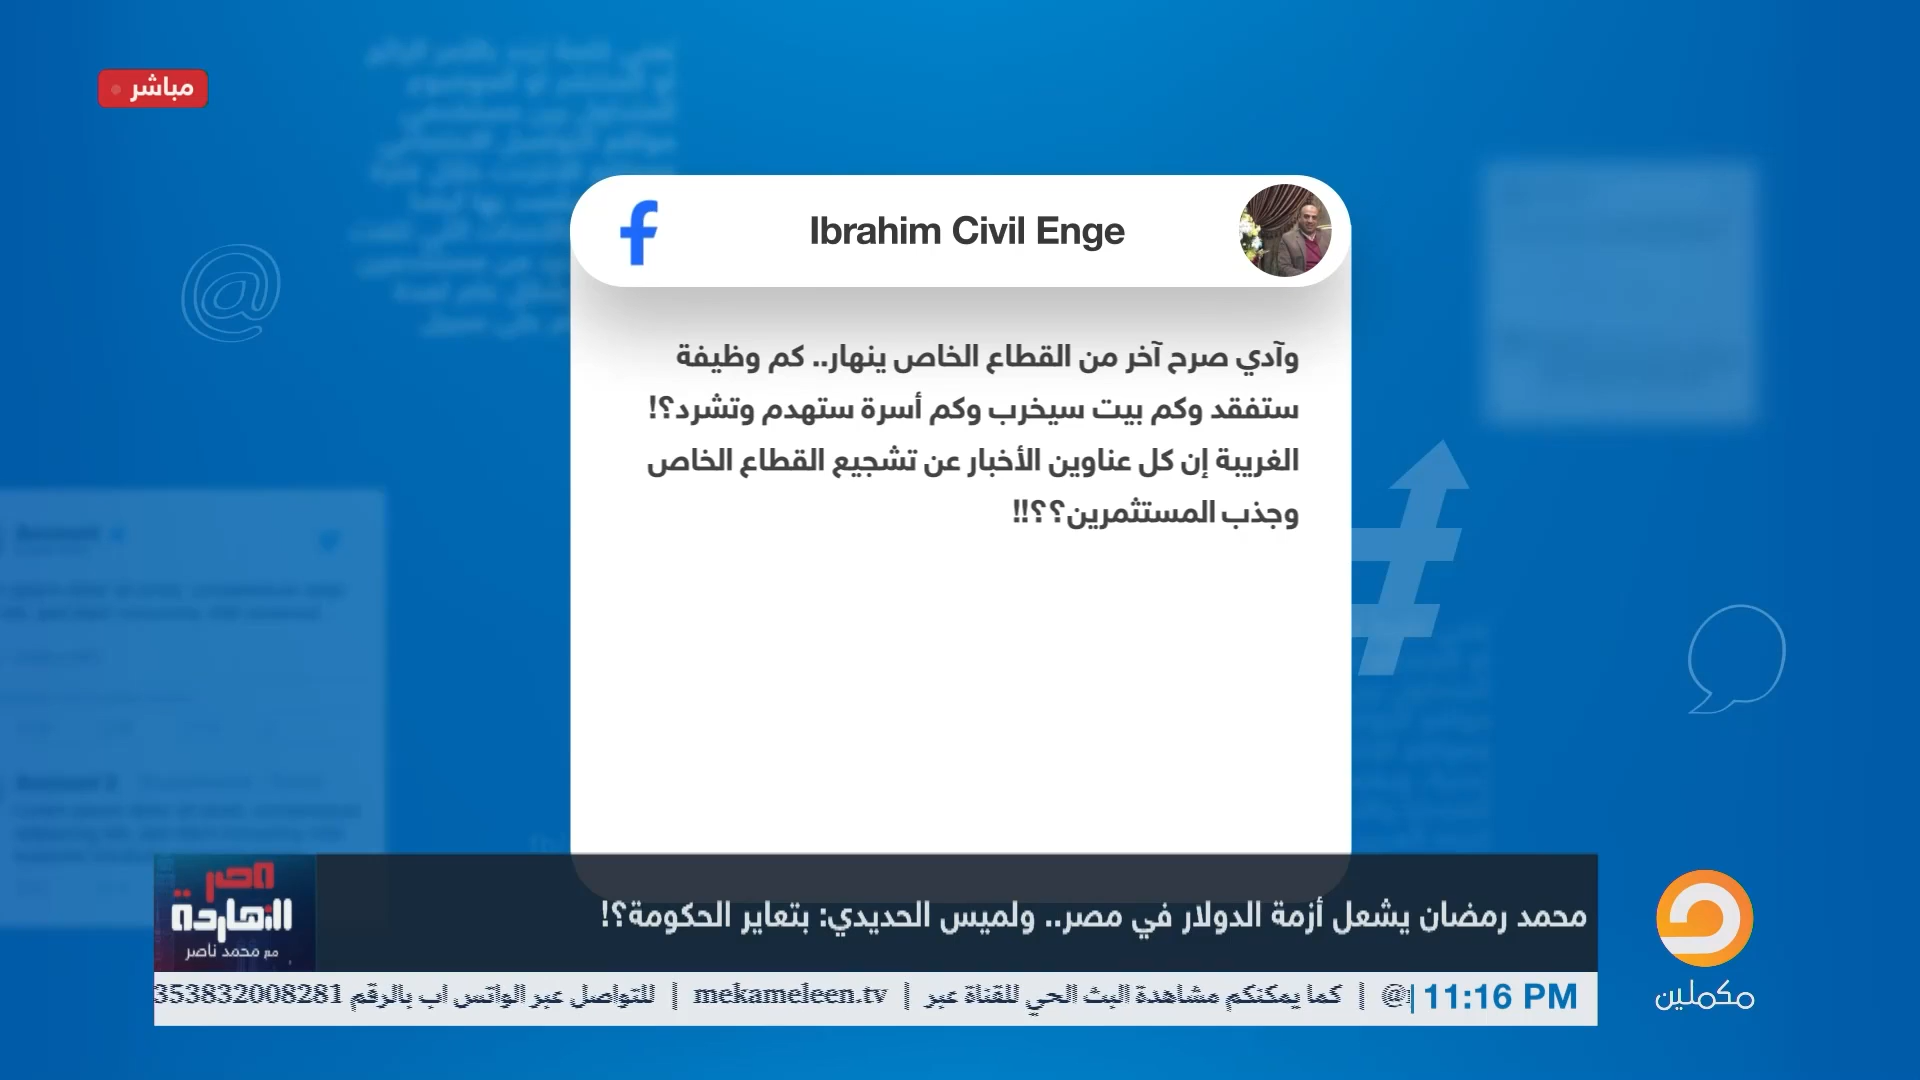 مباشر
Ibrahim Civil Enge
وآدي صرح آخر من القطاع الخاص ينهار.. كم وظيفة
ستفقد وكم بيت سيخرب وكم أسرة ستهدم وتشرد؟!
الغريبة إن كل عناوين الأخبار عن تشجيع القطاع الخاص
وجذب المستثمرين؟؟!!
محمد رمضان يشعل أزمة الدولار في مصر.. ولميس الحديدي: بتعاير الحكومة؟!
مصر
النهاردة
مع محمد ناصر
11:16 PM
@ | كما يمكنكم مشاهدة البث الحي للقناة عبر | mekameleen.tv | للتواصل عبر الواتس اب بالرقم 353832008281
مكملين